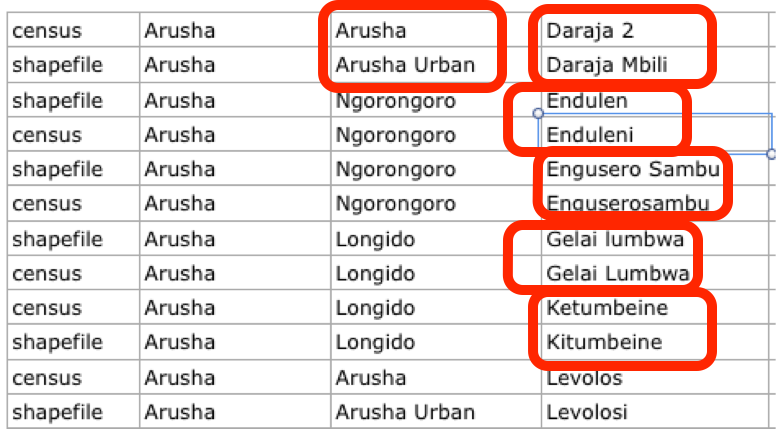 census Arusha Arusha Daraja 2
shapefile Arusha Arusha Urban Daraja Mbili
shapefile Arusha Ngorongoro Endulen
census Arusha Ngorongoro Enduleni
shapefile Arusha Ngorongoro Engusero Sambu
census Arusha Ngorongoro Enguserosambu
shapefile Arusha Longido Gelai lumbwa
census Arusha Longido Gelai Lumbwa
census Arusha Longido Ketumbeine
shapefile Arusha Longido Kitumbeine
census Arusha Arusha Levolos
shapefile Arusha Arusha Urban Levolosi